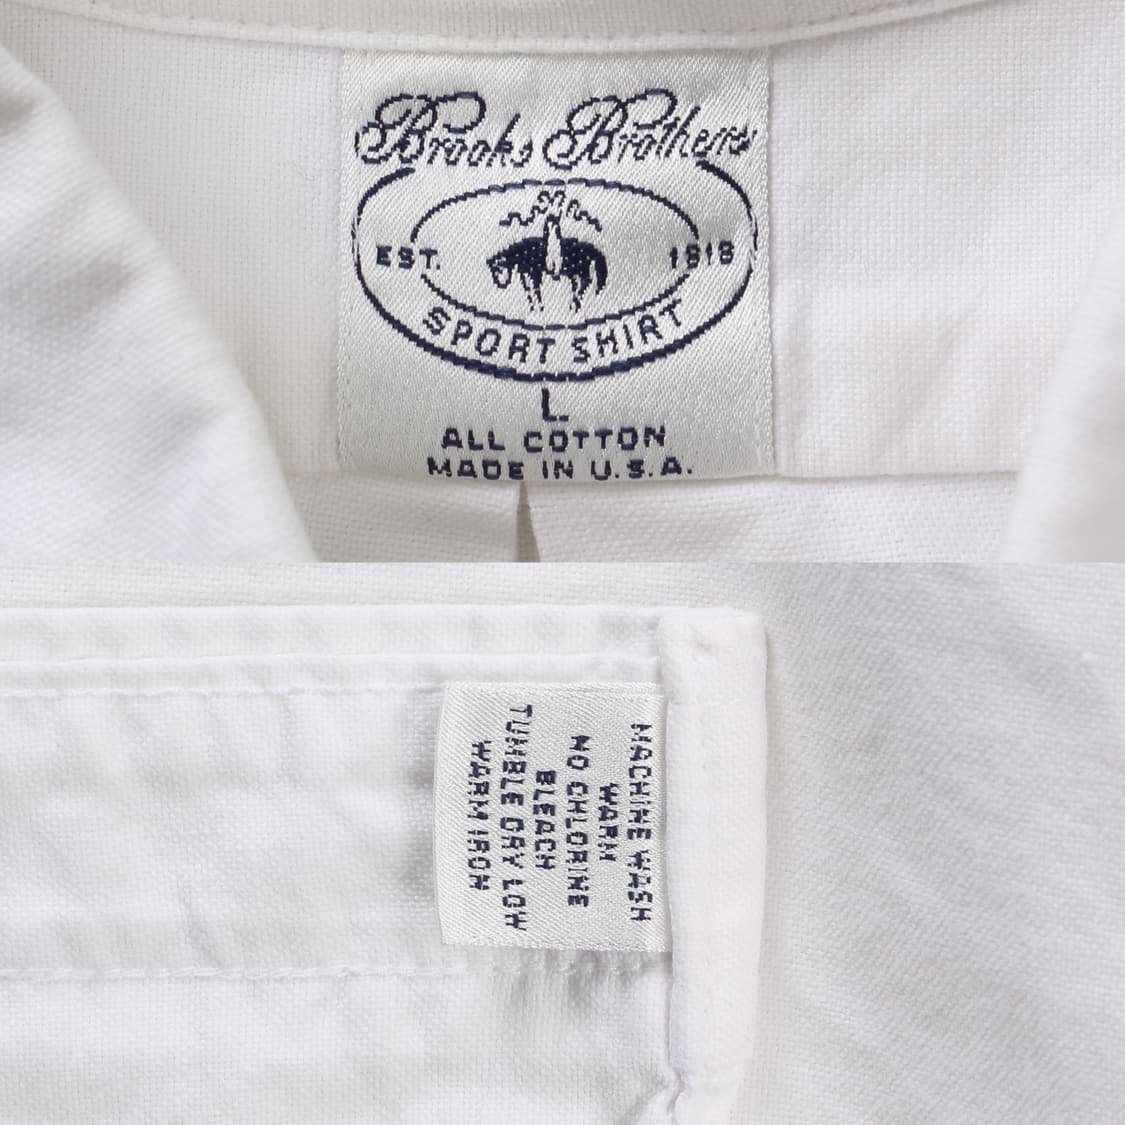 Brooks Brothers
EST. 1818
SPORT SHIRT
L
ALL COTTON
MADE IN U.S.A.
MACHINE WASH
WARM
NO CHLORINE
BLEACH
TUMBLE DRY LOW
WARM IRON